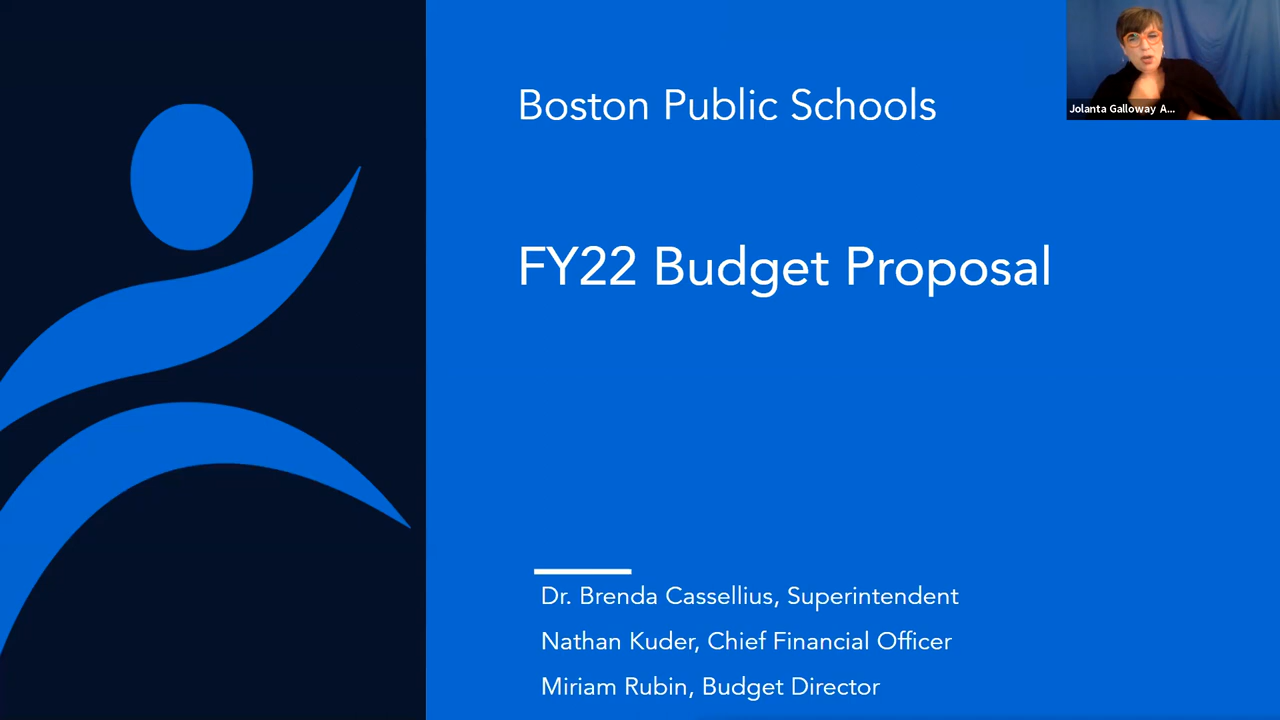 Boston Public Schools
Jolanta Galloway A...
FY22 Budget Proposal
Dr. Brenda Cassellius, Superintendent
Nathan Kuder, Chief Financial Officer
Miriam Rubin, Budget Director